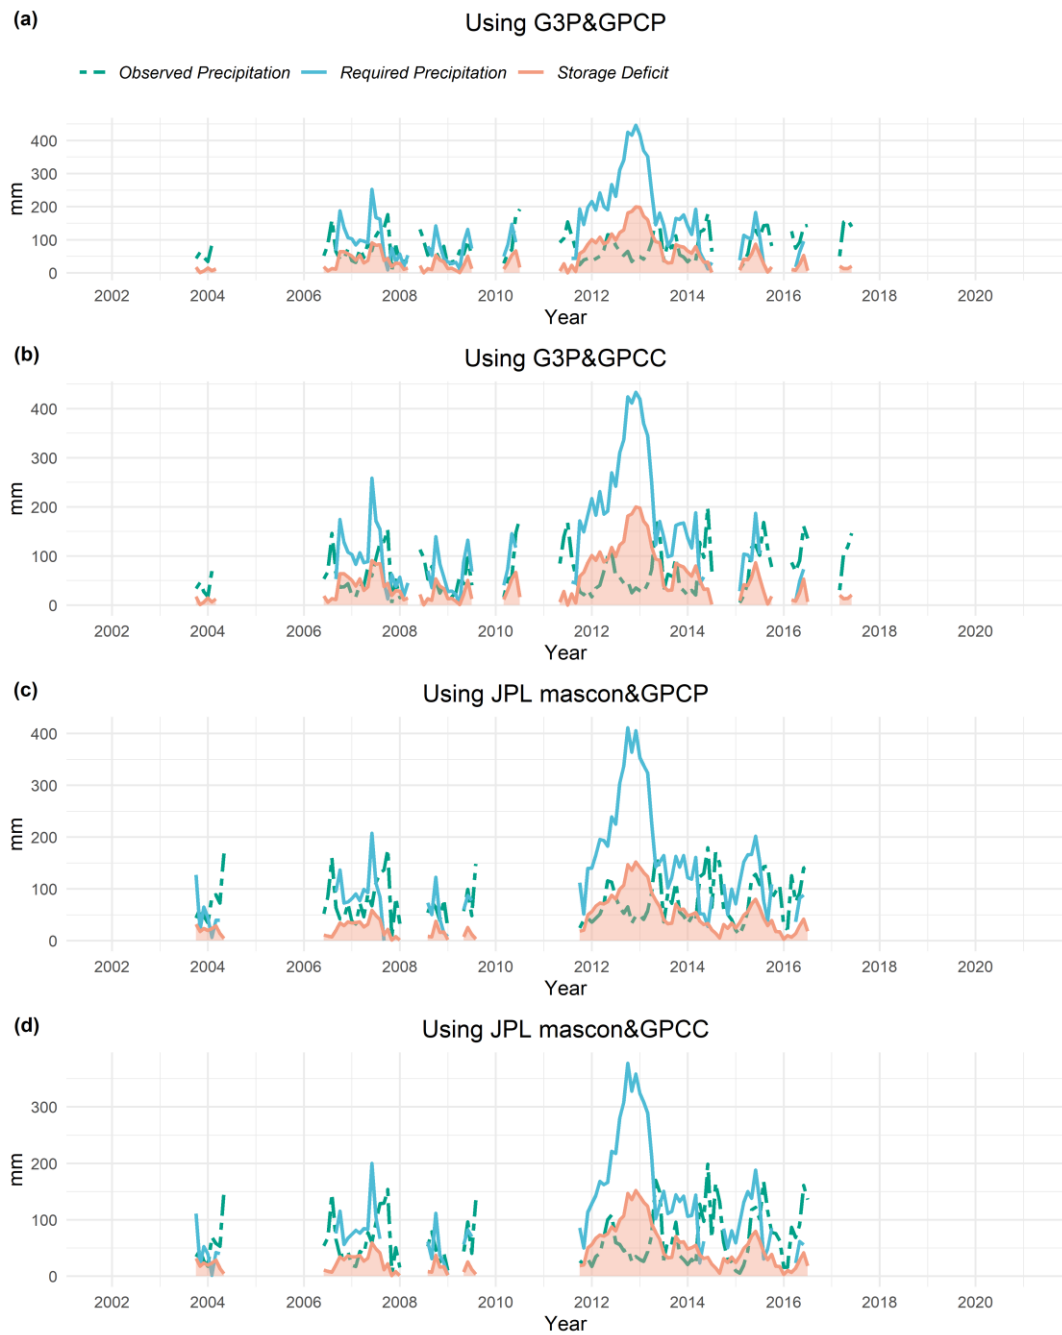 (a)
Using G3P&GPCP
Observed Precipitation Required Precipitation Storage Deficit
400
300
200
100
0
mm
2002 2004 2006 2008 2010 2012 2014 2016 2018 2020
Year
(b)
Using G3P&GPCC
400
300
200
100
0
mm
2002 2004 2006 2008 2010 2012 2014 2016 2018 2020
Year
(c)
Using JPL mascon&GPCP
400
300
200
100
0
mm
2002 2004 2006 2008 2010 2012 2014 2016 2018 2020
Year
(d)
Using JPL mascon&GPCC
300
200
100
0
mm
2002 2004 2006 2008 2010 2012 2014 2016 2018 2020
Year